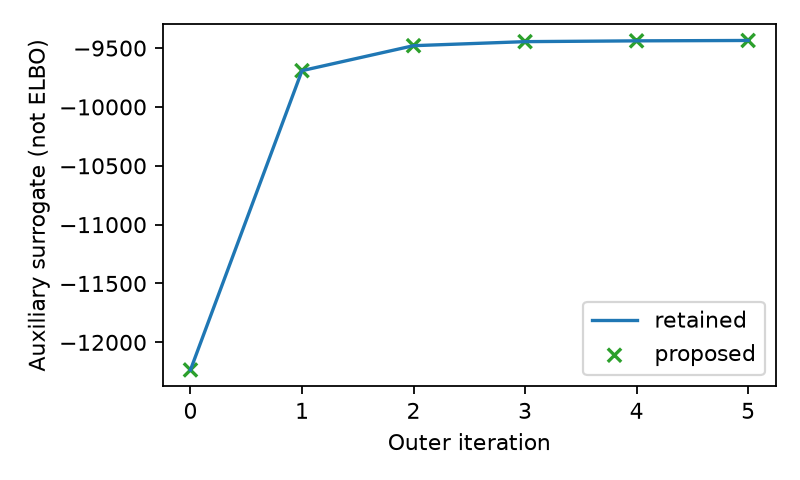 Auxiliary surrogate (not ELBO)
−9500
−10000
−10500
−11000
−11500
−12000
retained
proposed
0 1 2 3 4 5
Outer iteration